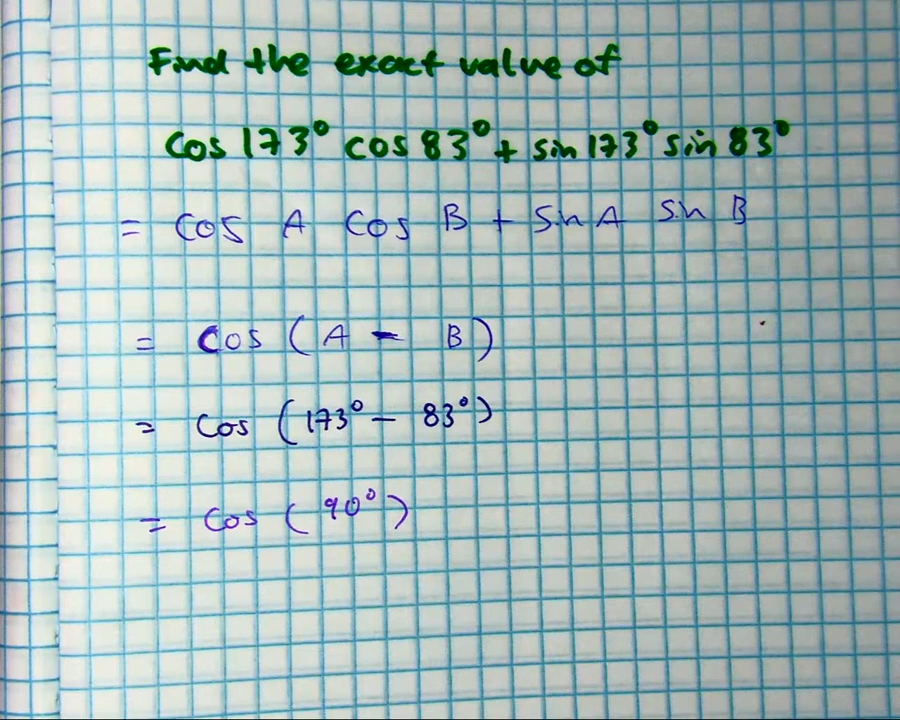 Find the exact value of
cos 173° cos 83° + sin 173° sin 83°
= cos A cos B + sin A sin B
= cos (A - B)
= cos (173° - 83°)
= cos (90°)